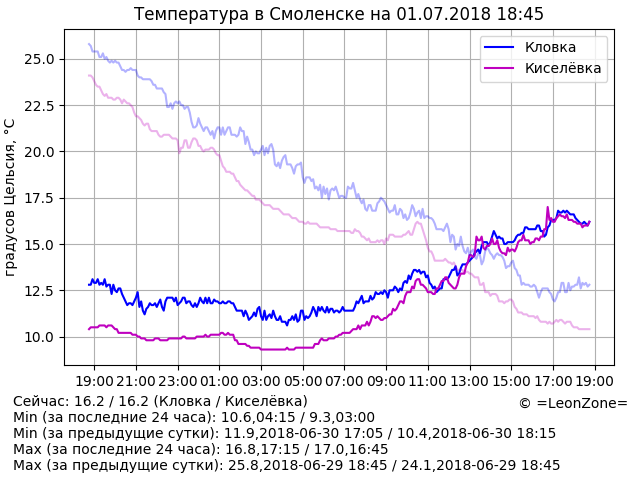 Температура в Смоленске на 01.07.2018 18:45
Кловка
Киселёвка
градусов Цельсия, °C
25.0
22.5
20.0
17.5
15.0
12.5
10.0
19:00 21:00 23:00 01:00 03:00 05:00 07:00 09:00 11:00 13:00 15:00 17:00 19:00
Сейчас: 16.2 / 16.2 (Кловка / Киселёвка)
© =LeonZone=
Min (за последние 24 часа): 10.6,04:15 / 9.3,03:00
Min (за предыдущие сутки): 11.9,2018-06-30 17:05 / 10.4,2018-06-30 18:15
Max (за последние 24 часа): 16.8,17:15 / 17.0,16:45
Max (за предыдущие сутки): 25.8,2018-06-29 18:45 / 24.1,2018-06-29 18:45